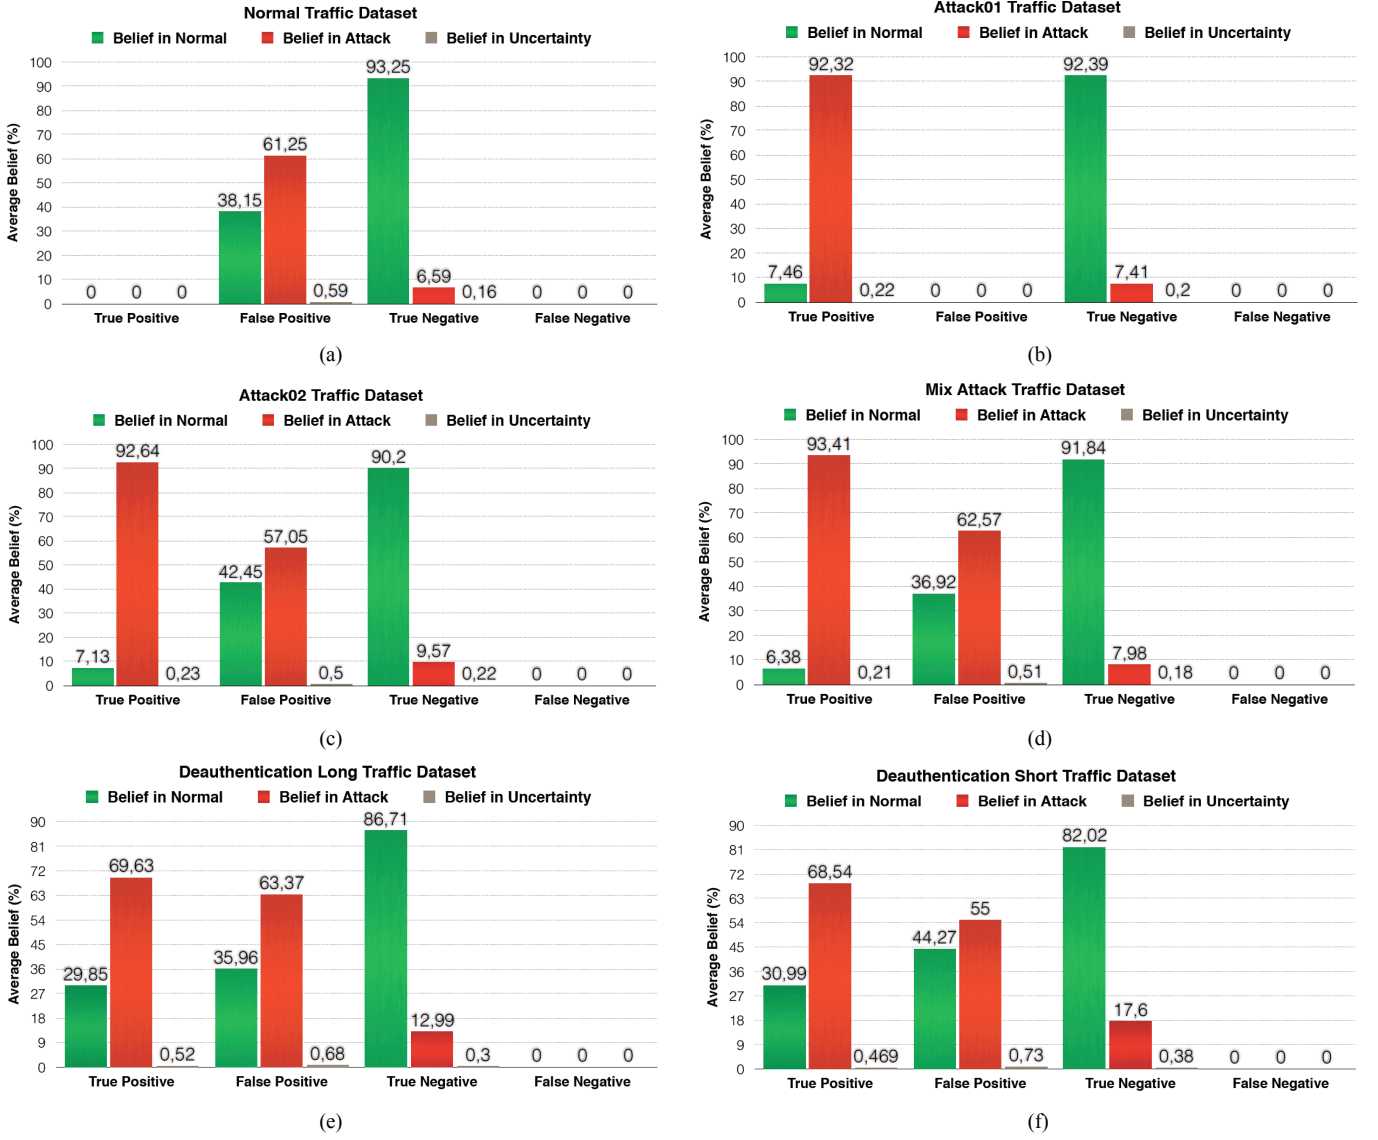 Normal Traffic Dataset
Belief in Normal Belief in Attack Belief in Uncertainty
Average Belief (%)
100
90
80
70
60
50
40
30
20
10
0
0 0 0
38,15 61,25 0,59
93,25 6,59 0,16
0 0 0
True Positive False Positive True Negative False Negative
(a)
Attack01 Traffic Dataset
Belief in Normal Belief in Attack Belief in Uncertainty
Average Belief (%)
100
90
80
70
60
50
40
30
20
10
0
7,46 92,32 0,22
0 0 0
92,39 7,41 0,2
0 0 0
True Positive False Positive True Negative False Negative
(b)
Attack02 Traffic Dataset
Belief in Normal Belief in Attack Belief in Uncertainty
Average Belief (%)
100
90
80
70
60
50
40
30
20
10
0
7,13 92,64 0,23
42,45 57,05 0,5
90,2 9,57 0,22
0 0 0
True Positive False Positive True Negative False Negative
(c)
Mix Attack Traffic Dataset
Belief in Normal Belief in Attack Belief in Uncertainty
Average Belief (%)
100
90
80
70
60
50
40
30
20
10
0
6,38 93,41 0,21
36,92 62,57 0,51
91,84 7,98 0,18
0 0 0
True Positive False Positive True Negative False Negative
(d)
Deauthentication Long Traffic Dataset
Belief in Normal Belief in Attack Belief in Uncertainty
Average Belief (%)
90
81
72
63
54
45
36
27
18
9
0
29,85 69,63 0,52
35,96 63,37 0,68
86,71 12,99 0,3
0 0 0
True Positive False Positive True Negative False Negative
(e)
Deauthentication Short Traffic Dataset
Belief in Normal Belief in Attack Belief in Uncertainty
Average Belief (%)
90
81
72
63
54
45
36
27
18
9
0
30,99 68,54 0,469
44,27 55 0,73
82,02 17,6 0,38
0 0 0
True Positive False Positive True Negative False Negative
(f)